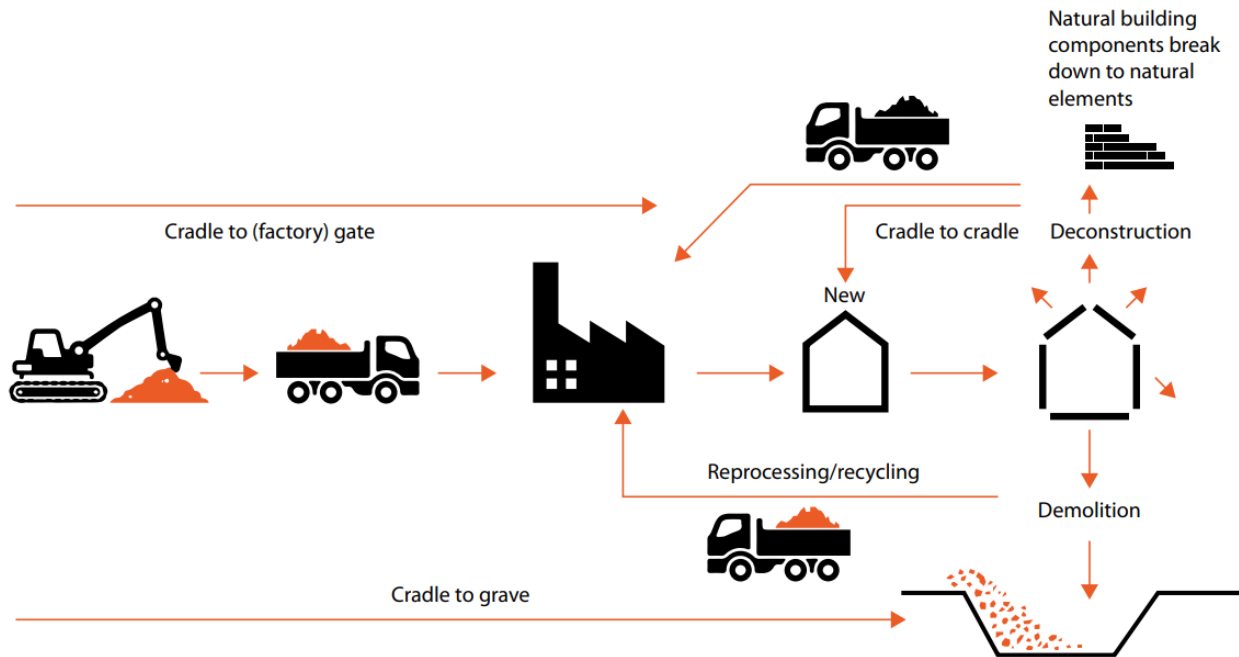 Natural building
components break
down to natural
elements
Cradle to (factory) gate
Cradle to cradle
Deconstruction
New
Reprocessing/recycling
Demolition
Cradle to grave